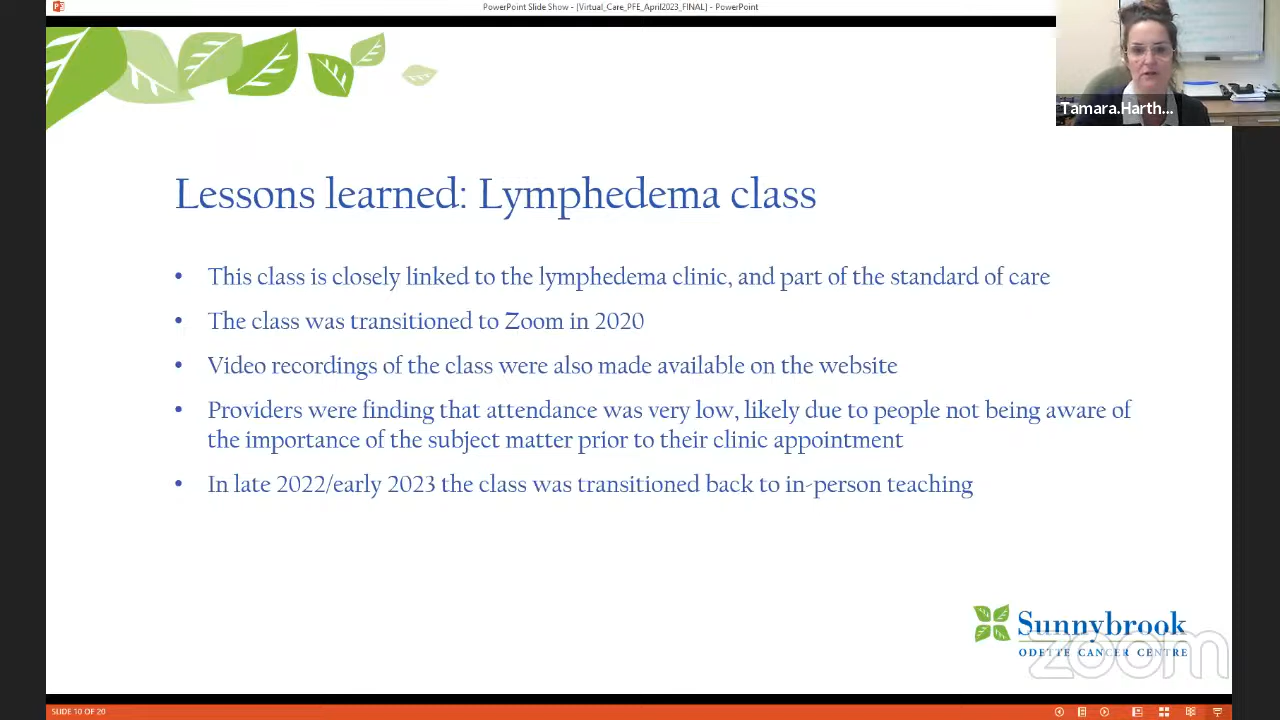 PowerPoint Slide Show - [Virtual_Care_PFE_April2023_FINAL] - PowerPoint
Tamara.Harth...
Lessons learned: Lymphedema class
• This class is closely linked to the lymphedema clinic, and part of the standard of care
• The class was transitioned to Zoom in 2020
• Video recordings of the class were also made available on the website
• Providers were finding that attendance was very low, likely due to people not being aware of
the importance of the subject matter prior to their clinic appointment
• In late 2022/early 2023 the class was transitioned back to in-person teaching
Sunnybrook
ODETTE CANCER CENTRE
zoom
SLIDE 10 OF 20